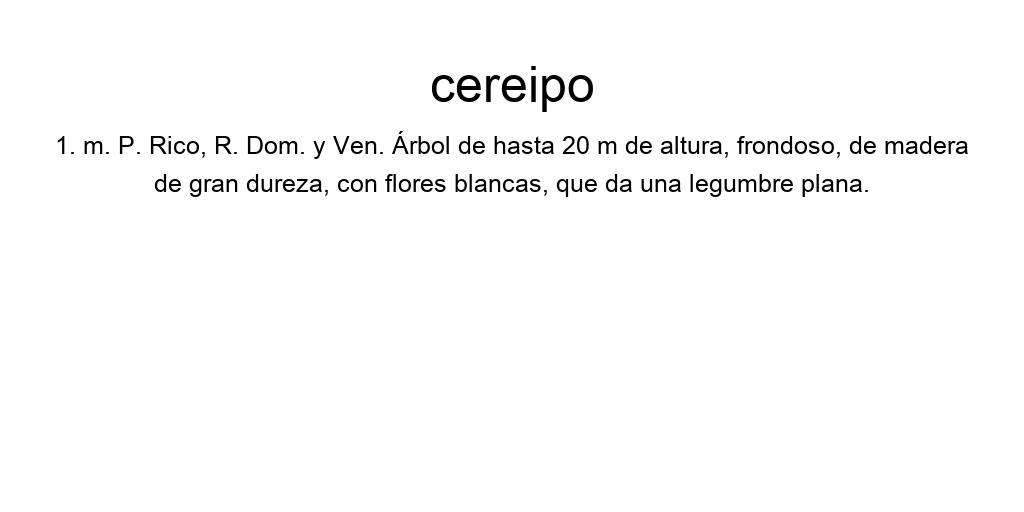 cereipo
1. m. P. Rico, R. Dom. y Ven. Árbol de hasta 20 m de altura, frondoso, de madera
de gran dureza, con flores blancas, que da una legumbre plana.